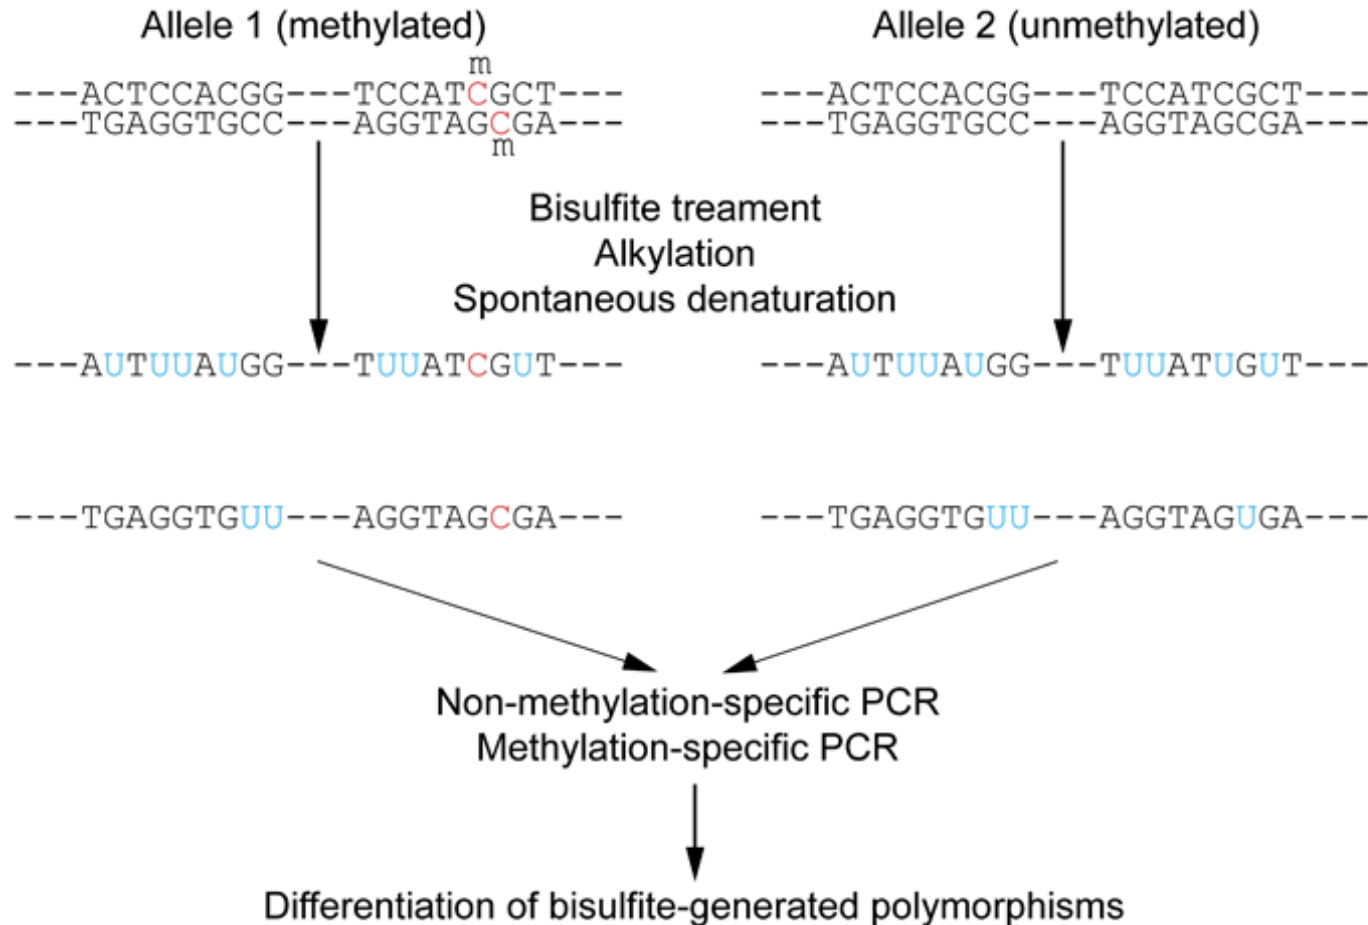 Allele 1 (methylated) Allele 2 (unmethylated)
m
---ACTCCACGG---TCCATCGCT--- ---ACTCCACGG---TCCATCGCT---
---TGAGGTGCC---AGGTAGCGA--- ---TGAGGTGCC---AGGTAGCGA---
m
Bisulfite treament
Alkylation
Spontaneous denaturation
---AUTUUAUGG---TUUATCGUT--- ---AUTUUAUGG---TUUATUGUT---
---TGAGGTGUU---AGGTAGCGA--- ---TGAGGTGUU---AGGTAGUGA---
Non-methylation-specific PCR
Methylation-specific PCR
Differentiation of bisulfite-generated polymorphisms